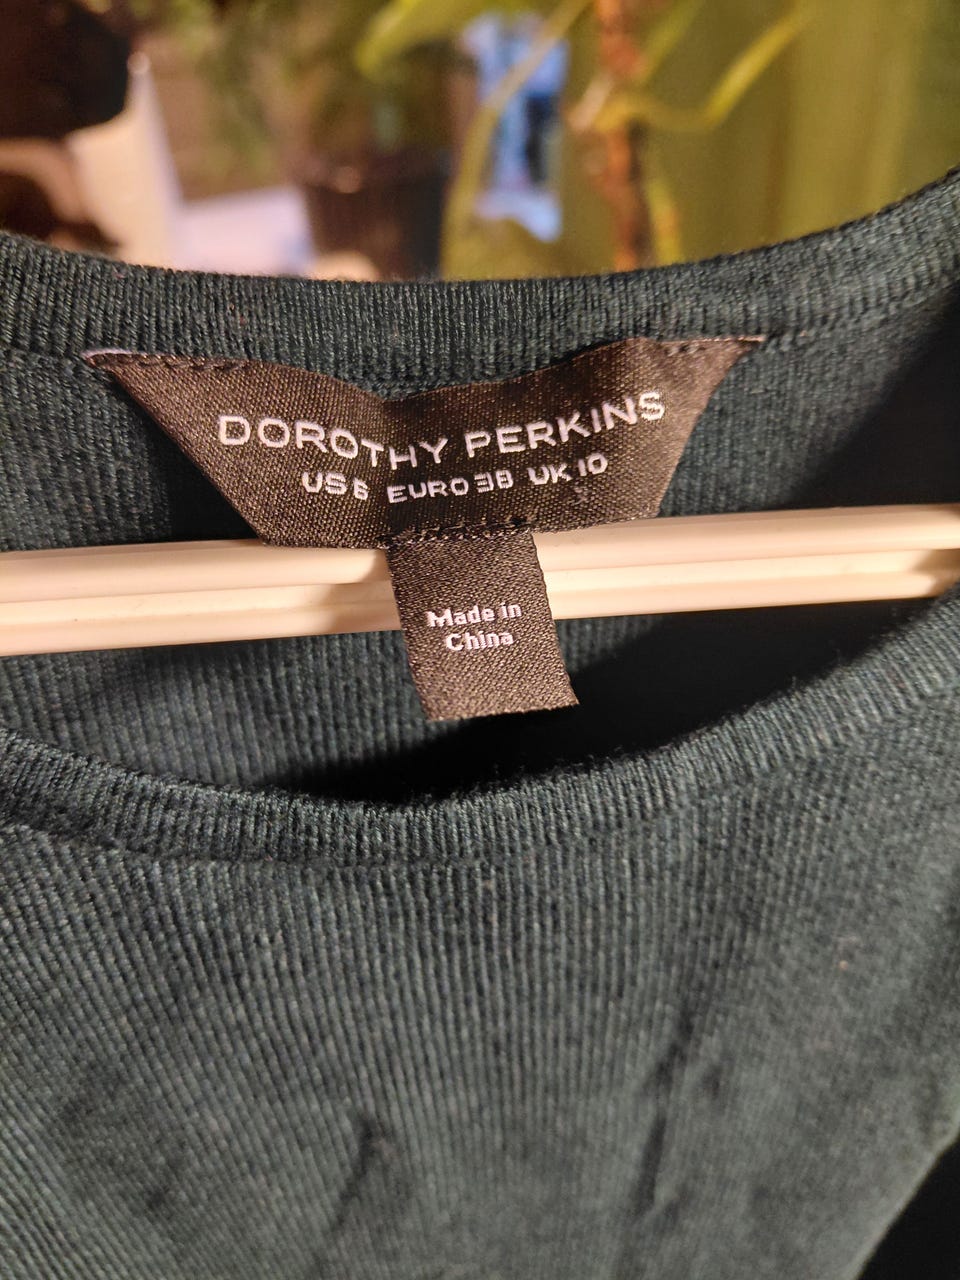 DOROTHY PERKINS
US 6 EURO 38 UK 10
Made in
China